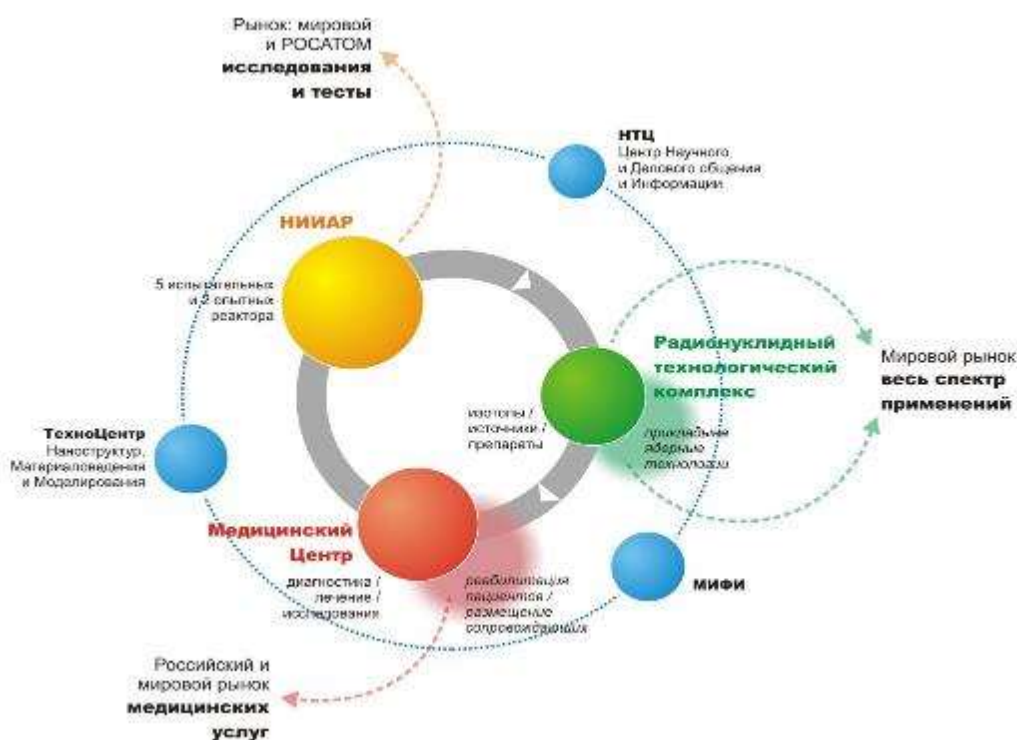 Рынок: мировой
и РОСАТОМ
исследования
и тесты
НТЦ
Центр Научного
и Делового общения
и Информации
НИИАР
5 испытательных
и 2 опытных
реактора
Радионуклидный
технологический
комплекс
Мировой рынок
весь спектр
применений
изотопы /
источники /
препараты
прикладные
ядерные
технологии
ТехноЦентр
Наноструктур,
Материаловедения
и Моделирования
Медицинский
Центр
диагностика /
лечение /
исследования
реабилитация
пациентов /
размещение
сопровождающих
МИФИ
Российский и
мировой рынок
медицинских
услуг